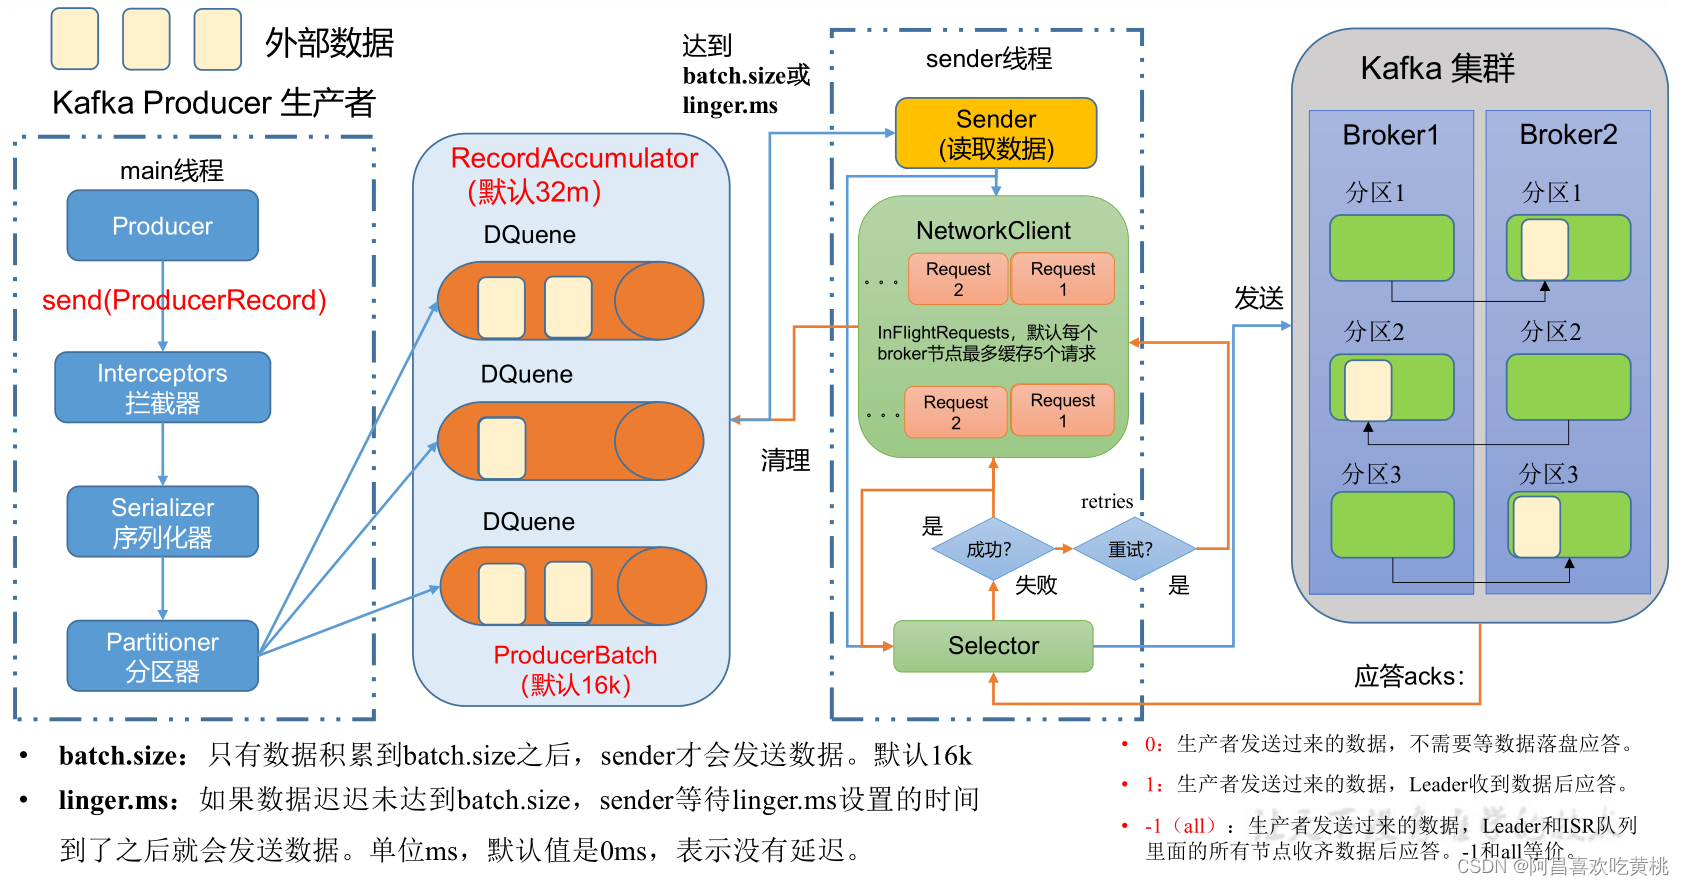 外部数据
Kafka Producer 生产者
main线程
Producer
send(ProducerRecord)
Interceptors
拦截器
Serializer
序列化器
Partitioner
分区器
RecordAccumulator
(默认32m)
DQuene
DQuene
DQuene
ProducerBatch
(默认16k)
达到
batch.size或
linger.ms
清理
sender线程
Sender
(读取数据)
NetworkClient
... Request 2
Request 1
InFlightRequests，默认每个
broker节点最多缓存5个请求
... Request 2
Request 1
retries
是
成功?
重试?
失败
是
Selector
发送
Kafka 集群
Broker1
Broker2
分区1
分区1
分区2
分区2
分区3
分区3
应答acks：
• batch.size：只有数据积累到batch.size之后，sender才会发送数据。默认16k
• linger.ms：如果数据迟迟未达到batch.size，sender等待linger.ms设置的时间
到了之后就会发送数据。单位ms，默认值是0ms，表示没有延迟。
• 0：生产者发送过来的数据，不需要等数据落盘应答。
• 1：生产者发送过来的数据，Leader收到数据后应答。
• -1（all）：生产者发送过来的数据，Leader和ISR队列
里面的所有节点收齐数据后应答。-1和all等价。
CSDN @阿昌喜欢吃黄桃